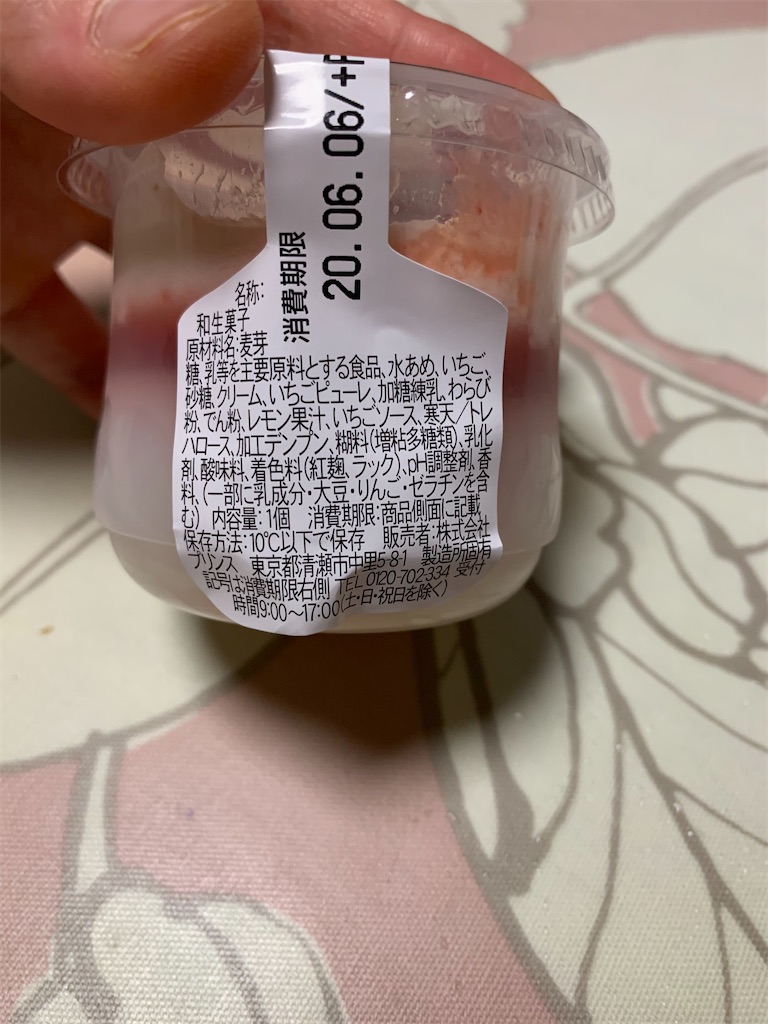 消費期限
20.06.06/+P
名称:
和生菓子
原材料名:麦芽
糖、乳等を主要原料とする食品、水あめ、いちご、
砂糖、クリーム、いちごピューレ、加糖練乳、わらび
粉、でん粉、レモン果汁、いちごソース、寒天/トレ
ハロース、加工デンプン、糊料(増粘多糖類)、乳化
剤、酸味料、着色料(紅麹、ラック)、pH調整剤、香
料、(一部に乳成分・大豆・りんご・ゼラチンを含
む) 内容量:1個 消費期限:商品側面に記載
保存方法:10℃以下で保存 販売者:株式会社
プリンス 東京都清瀬市中里5-8-1 製造所固有
記号は消費期限右側 TEL 0120-702-334 受付
時間9:00〜17:00(土・日・祝日を除く)